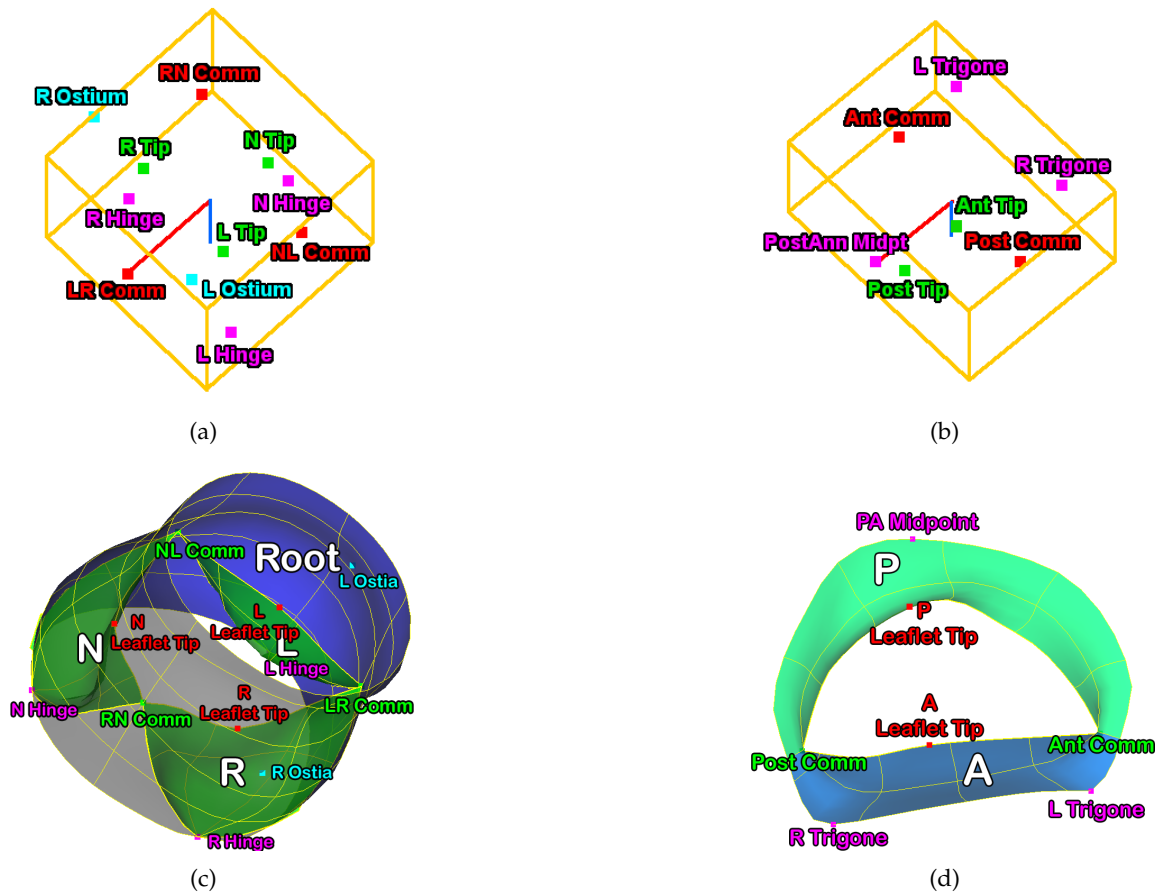 RN Comm
R Ostium
R Tip
N Tip
R Hinge
N Hinge
L Tip
NL Comm
LR Comm
L Ostium
L Hinge
(a)
L Trigone
Ant Comm
R Trigone
Ant Tip
PostAnn Midpt
Post Comm
Post Tip
(b)
NL Comm
Root
L Ostia
N
Leaflet Tip
L
Leaflet Tip
N
L
L Hinge
N Hinge
RN Comm
R
Leaflet Tip
LR Comm
R
R Ostia
R Hinge
(c)
PA Midpoint
P
P
Leaflet Tip
A
Leaflet Tip
Post Comm
Ant Comm
A
L Trigone
R Trigone
(d)